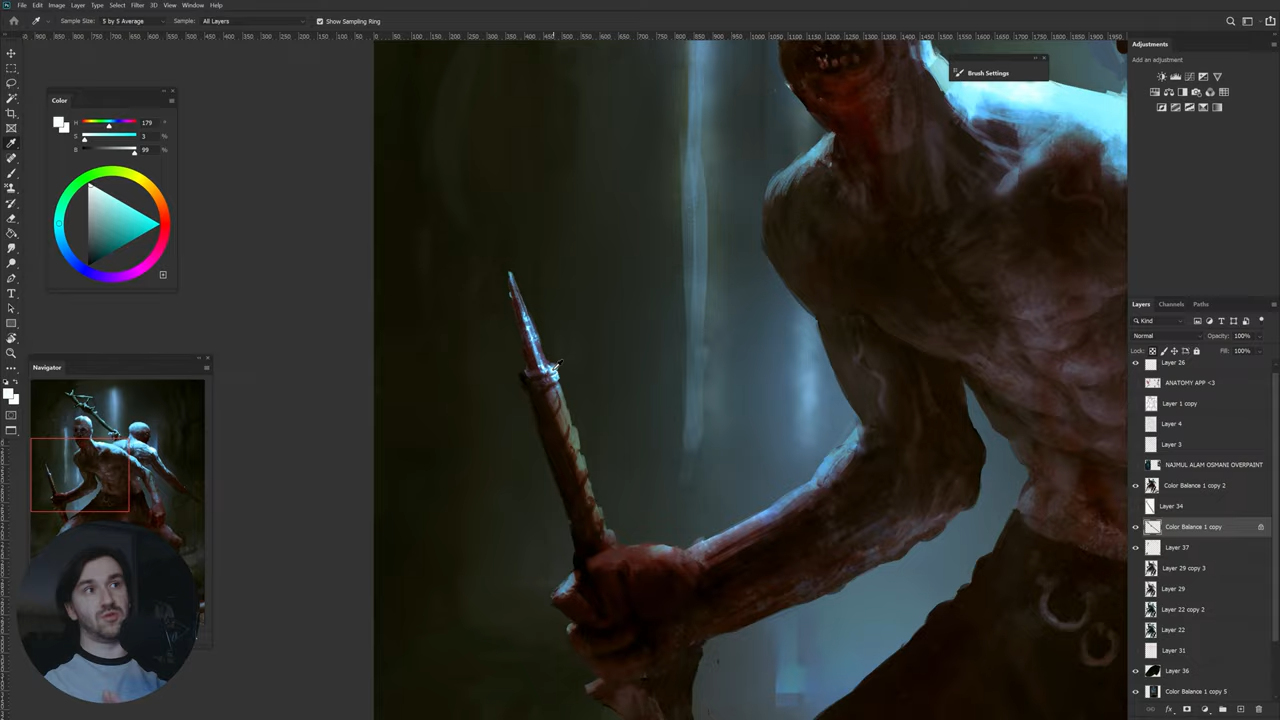 File Edit Image Layer Type Select Filter 3D View Window Help
Sample Size: 5 by 5 Average Sample: All Layers Show Sampling Ring
Color
H 179 °
S 3 %
B 99 %
Navigator
Brush Settings
Adjustments
Add an adjustment
Layers Channels Paths
Kind
Normal Opacity: 100%
Lock: Fill: 100%
Layer 26
ANATOMY APP <3
Layer 1 copy
Layer 4
Layer 3
NAJMUL ALAM OSMANI OVERPAINT
Color Balance 1 copy 2
Layer 34
Color Balance 1 copy
Layer 37
Layer 29 copy 3
Layer 29
Layer 22 copy 2
Layer 22
Layer 31
Layer 36
Color Balance 1 copy 5
fx